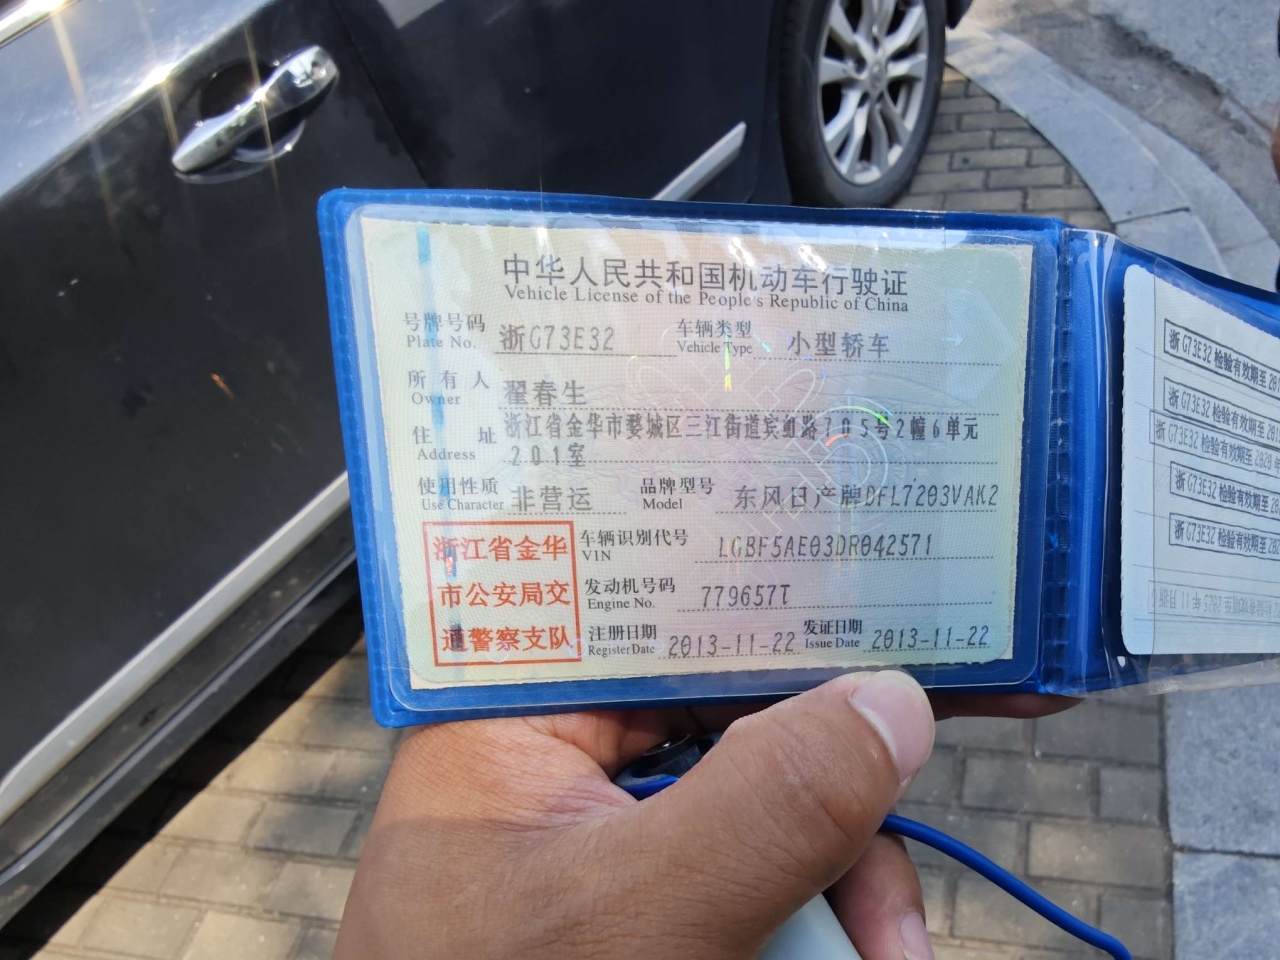 中华人民共和国机动车行驶证
Vehicle License of the People's Republic of China
号牌号码 浙G73E32 车辆类型 小型轿车
Plate No. Vehicle Type
所有人 翟春生
Owner
住址 浙江省金华市婺城区三江街道宾虹路705号2幢6单元
Address 201室
使用性质 非营运 品牌型号 东风日产牌DFL7203VAK2
Use Character Model
浙江省金华
市公安局交
通警察支队
车辆识别代号 LGBF5AE03DR042571
VIN
发动机号码 779657T
Engine No.
注册日期 2013-11-22 发证日期 2013-11-22
Register Date Issue Date
浙G73E32检验有效期至
浙G73E32检验有效期至
浙G73E32检验有效期至2020年
浙G73E32检验有效期至
浙G73E32检验有效期至